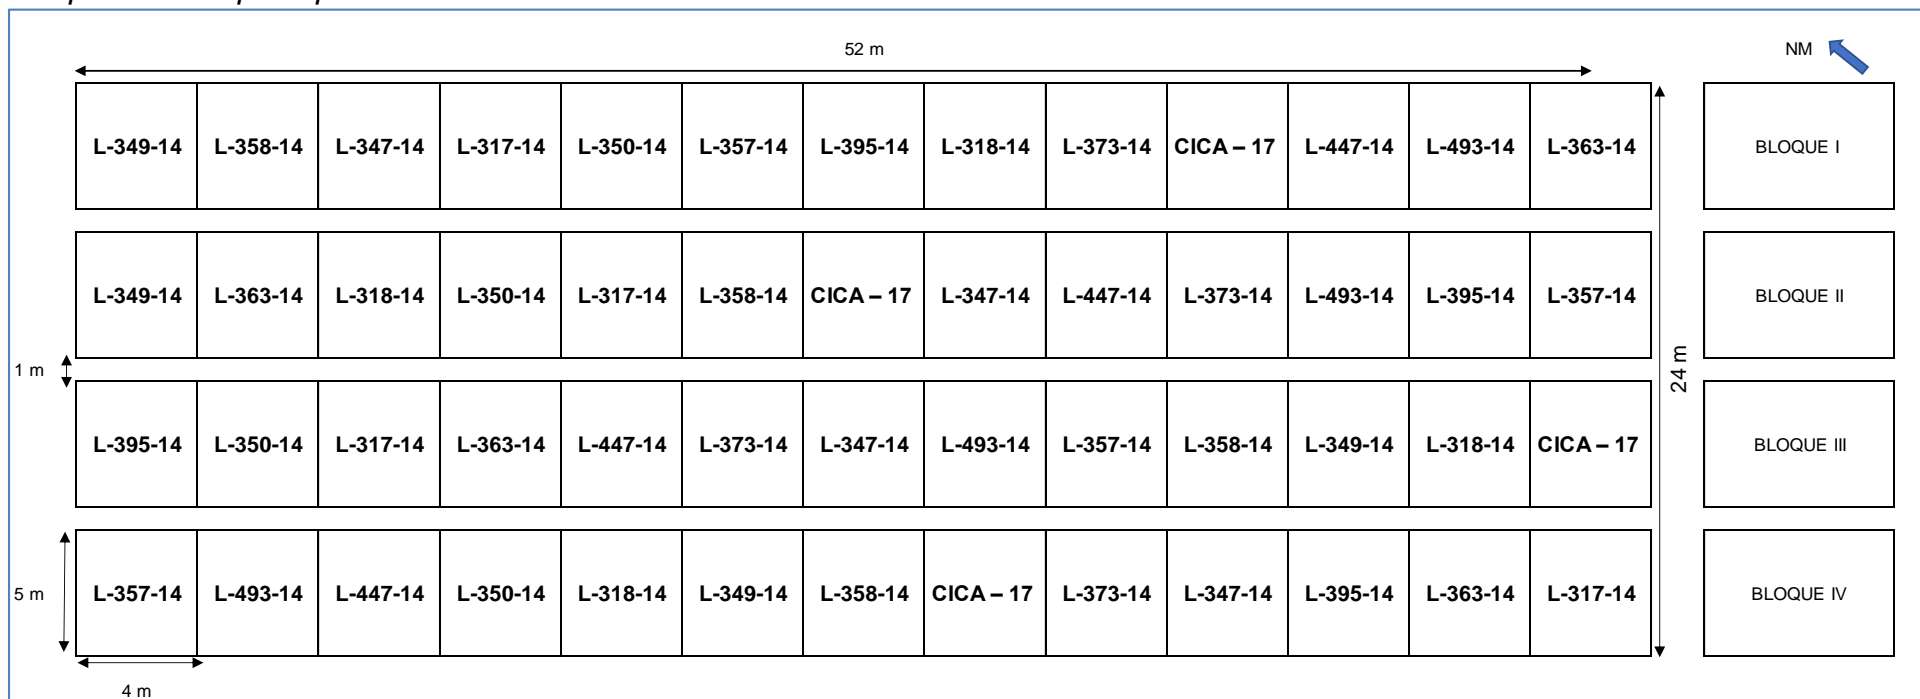 52 m
NM
L-349-14 L-358-14 L-347-14 L-317-14 L-350-14 L-357-14 L-395-14 L-318-14 L-373-14 CICA – 17 L-447-14 L-493-14 L-363-14 BLOQUE I
L-349-14 L-363-14 L-318-14 L-350-14 L-317-14 L-358-14 CICA – 17 L-347-14 L-447-14 L-373-14 L-493-14 L-395-14 L-357-14 BLOQUE II
1 m
24 m
L-395-14 L-350-14 L-317-14 L-363-14 L-447-14 L-373-14 L-347-14 L-493-14 L-357-14 L-358-14 L-349-14 L-318-14 CICA – 17 BLOQUE III
5 m
L-357-14 L-493-14 L-447-14 L-350-14 L-318-14 L-349-14 L-358-14 CICA – 17 L-373-14 L-347-14 L-395-14 L-363-14 L-317-14 BLOQUE IV
4 m